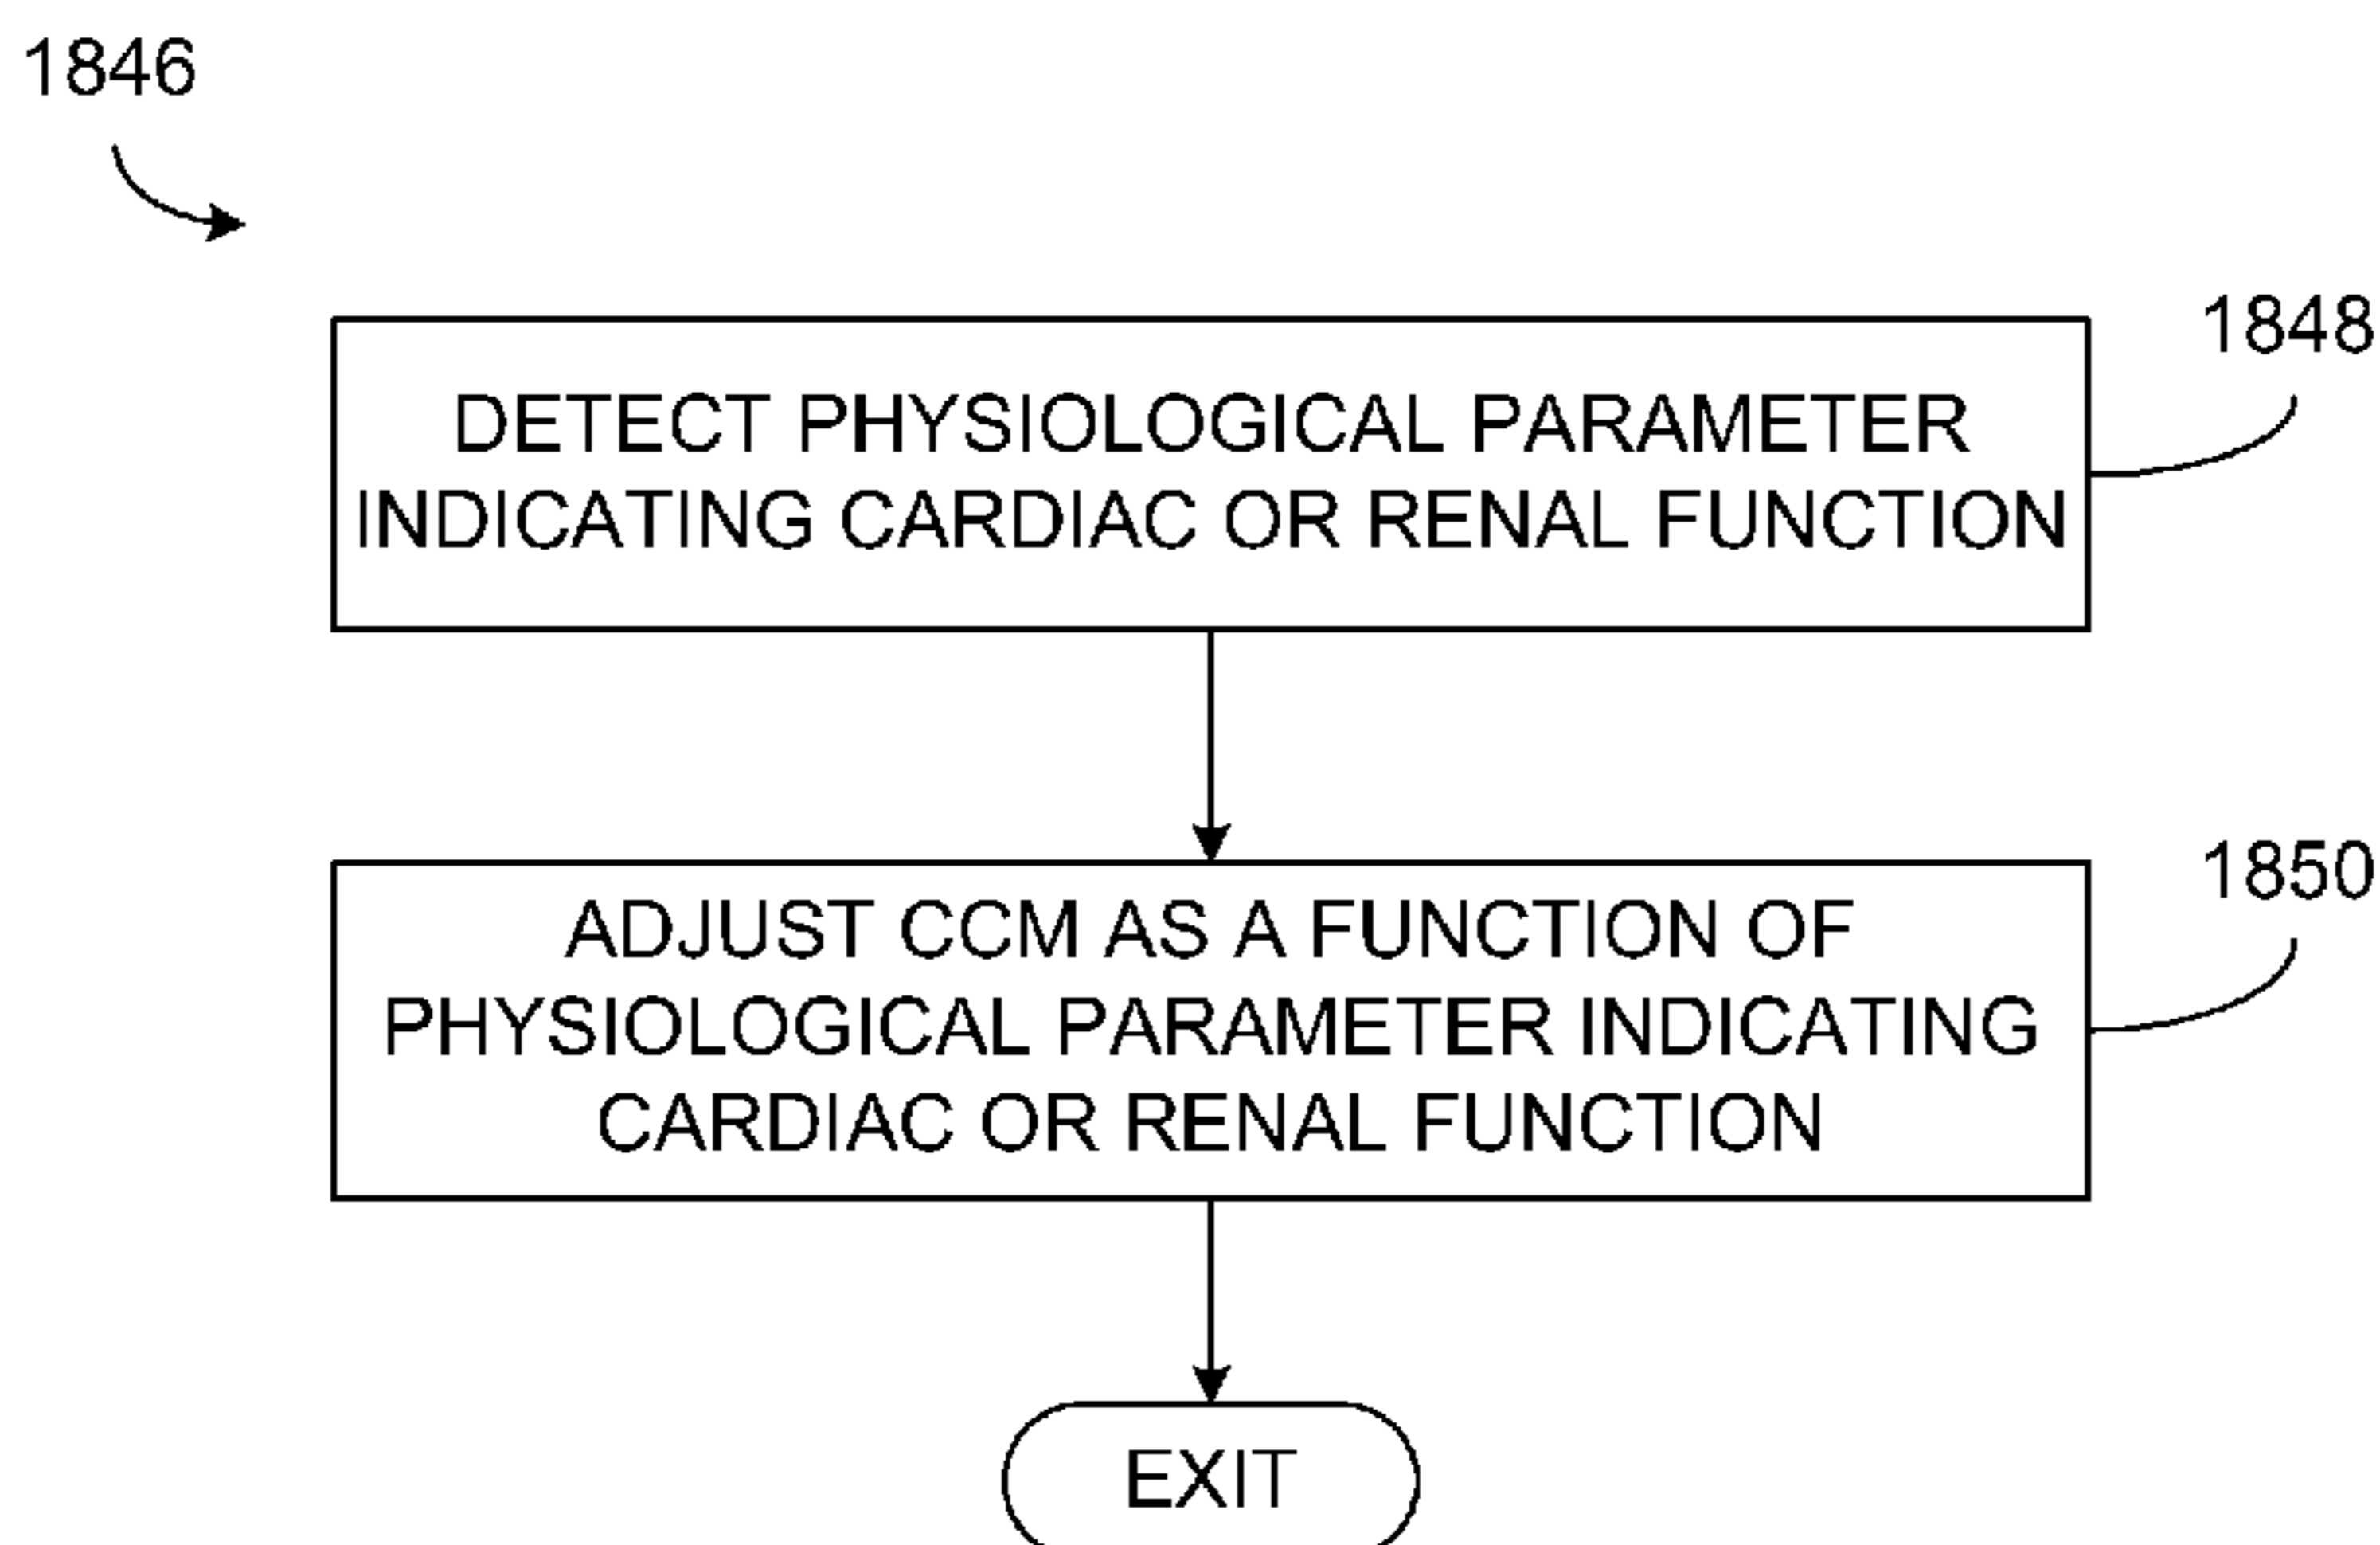 1846
1848
DETECT PHYSIOLOGICAL PARAMETER
INDICATING CARDIAC OR RENAL FUNCTION
1850
ADJUST CCM AS A FUNCTION OF
PHYSIOLOGICAL PARAMETER INDICATING
CARDIAC OR RENAL FUNCTION
EXIT